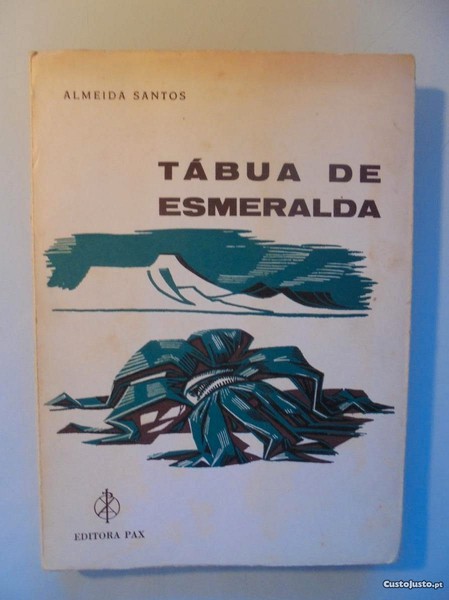 ALMEIDA SANTOS
TÁBUA DE
ESMERALDA
EDITORA PAX
CustoJusto.pt